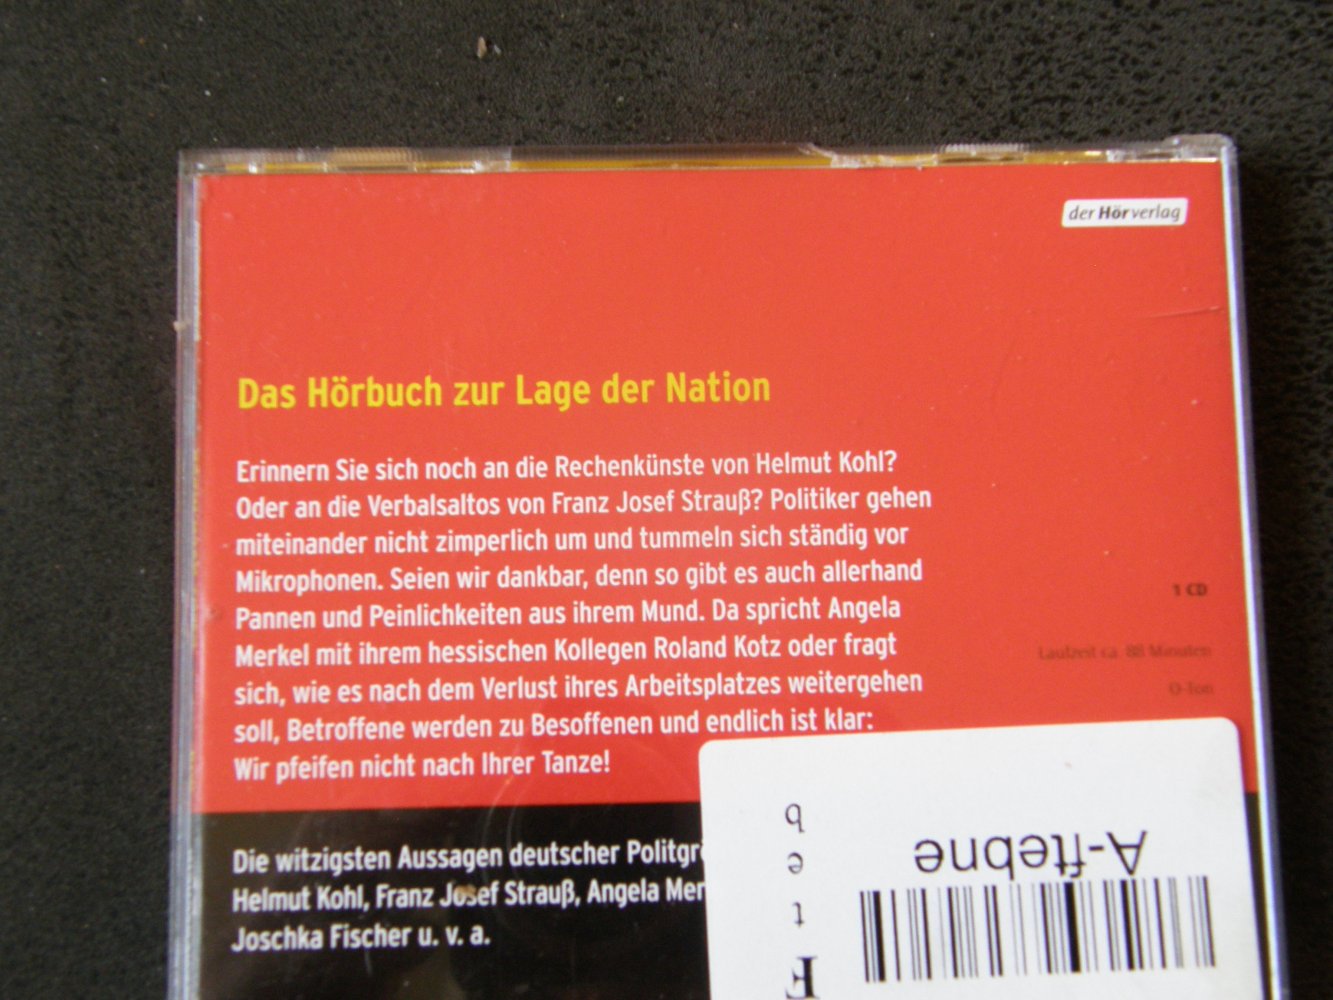 der Hörverlag
Das Hörbuch zur Lage der Nation
Erinnern Sie sich noch an die Rechenkünste von Helmut Kohl?
Oder an die Verbalsaltos von Franz Josef Strauß? Politiker gehen
miteinander nicht zimperlich um und tummeln sich ständig vor
Mikrophonen. Seien wir dankbar, denn so gibt es auch allerhand
Pannen und Peinlichkeiten aus ihrem Mund. Da spricht Angela
Merkel mit ihrem hessischen Kollegen Roland Kotz oder fragt
sich, wie es nach dem Verlust ihres Arbeitsplatzes weitergehen
soll, Betroffene werden zu Besoffenen und endlich ist klar:
Wir pfeifen nicht nach Ihrer Tanze!
1 CD
Laufzeit ca. 88 Minuten
O-Ton
Die witzigsten Aussagen deutscher
Helmut Kohl, Franz Josef Strauß, Angela
Joschka Fischer u. v. a.
A-ftebne
F t e b